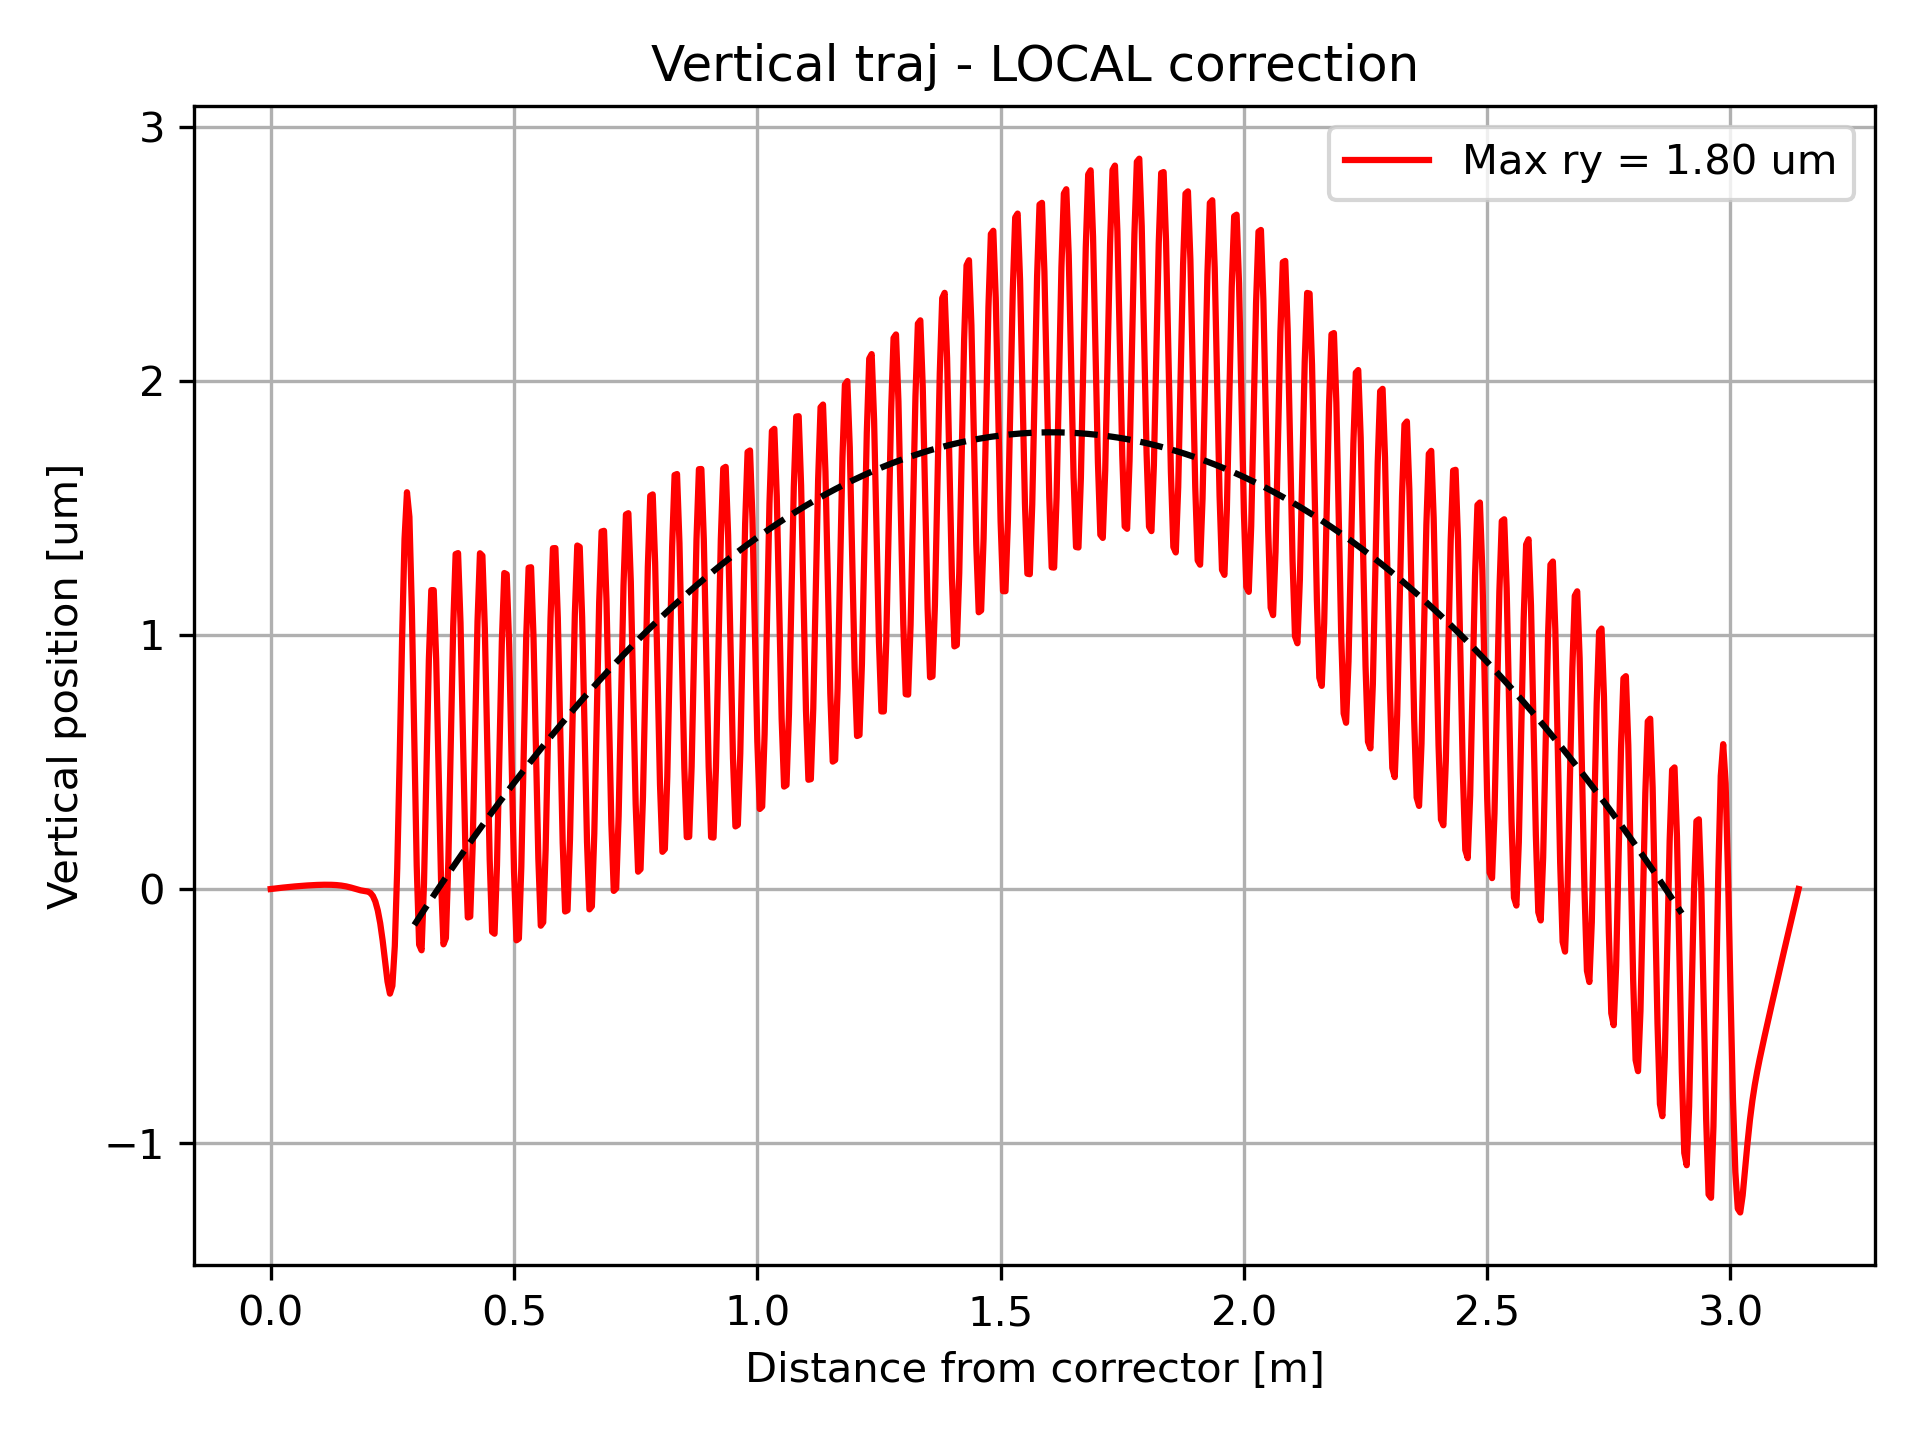 Vertical traj - LOCAL correction
Max ry = 1.80 um
3
2
1
0
−1
Vertical position [um]
0.0 0.5 1.0 1.5 2.0 2.5 3.0
Distance from corrector [m]